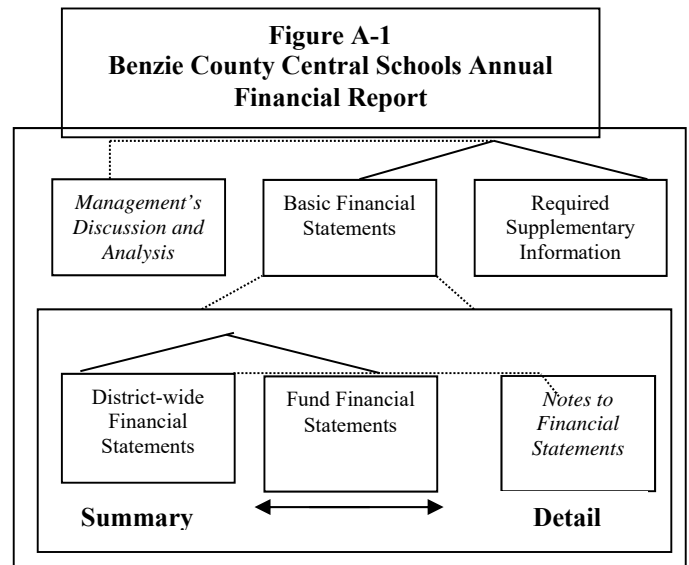 Figure A-1
Benzie County Central Schools Annual
Financial Report
Management's
Discussion and
Analysis
Basic Financial
Statements
Required
Supplementary
Information
District-wide
Financial
Statements
Fund Financial
Statements
Notes to
Financial
Statements
Summary
Detail